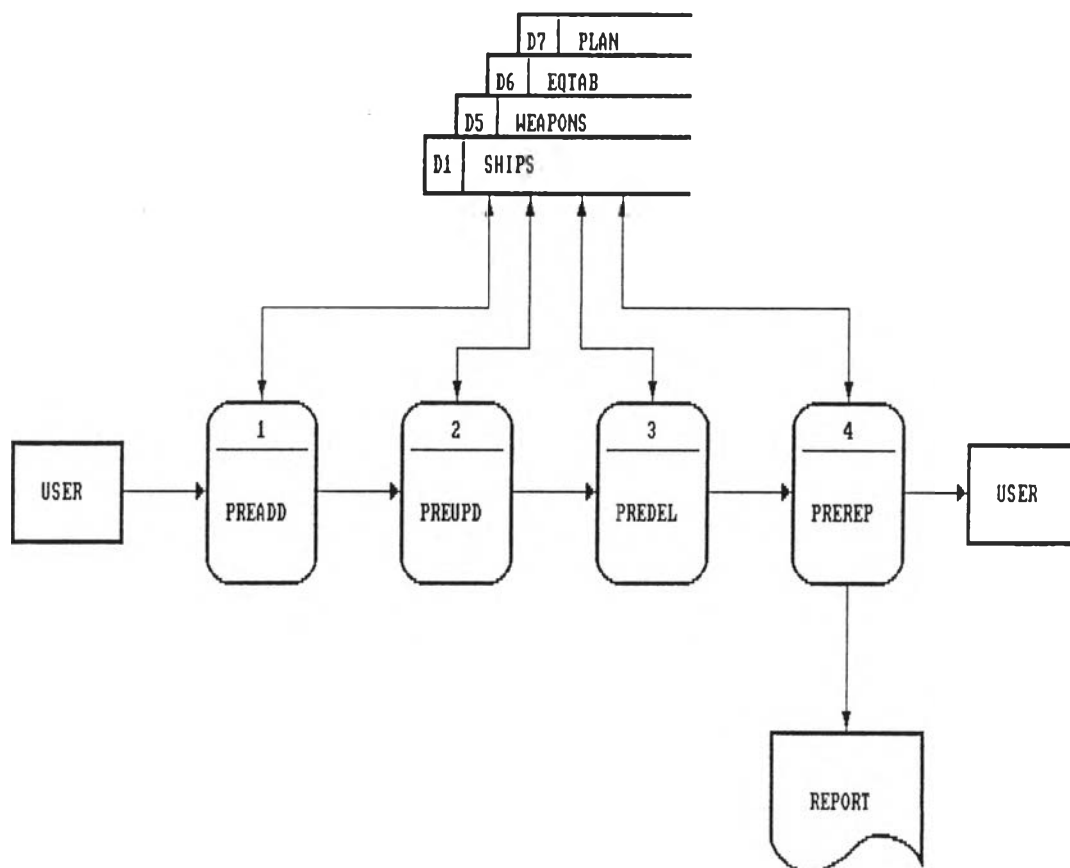 D7 PLAN
D6 EQTAB
D5 WEAPONS
D1 SHIPS
1
2
3
4
USER
PREADD
PREUPD
PREDEL
PREREP
USER
REPORT